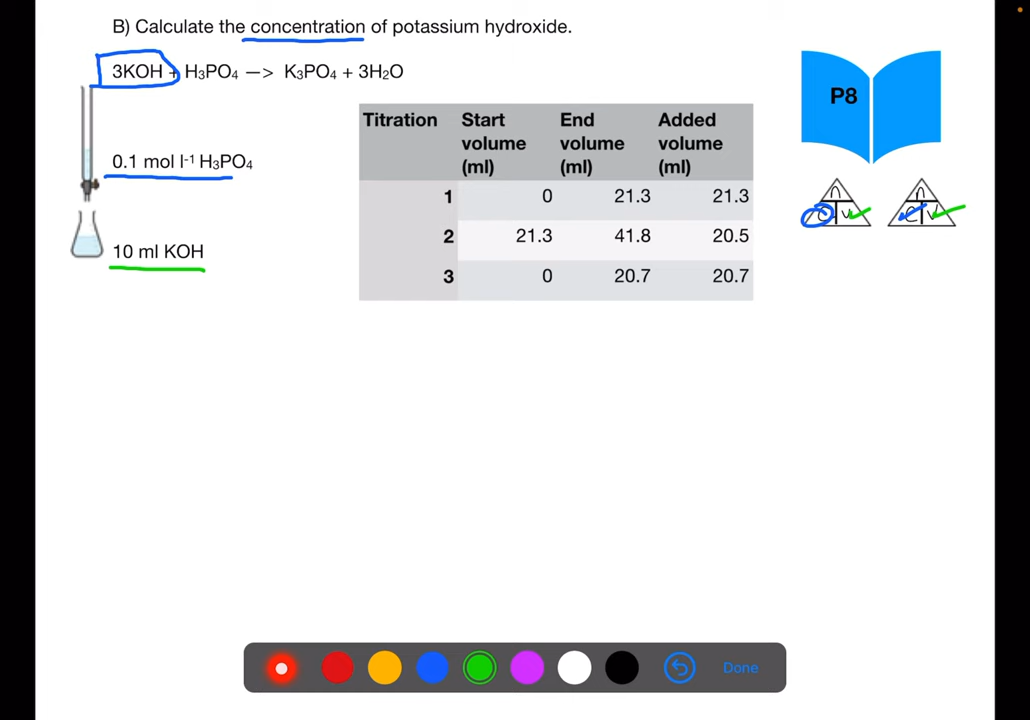 B) Calculate the concentration of potassium hydroxide.
3KOH + H₃PO₄ —> K₃PO₄ + 3H₂O
P8
Titration Start volume (ml) End volume (ml) Added volume (ml)
0.1 mol l⁻¹ H₃PO₄
1 0 21.3 21.3
n
C V
n
C V
2 21.3 41.8 20.5
10 ml KOH
3 0 20.7 20.7
Done